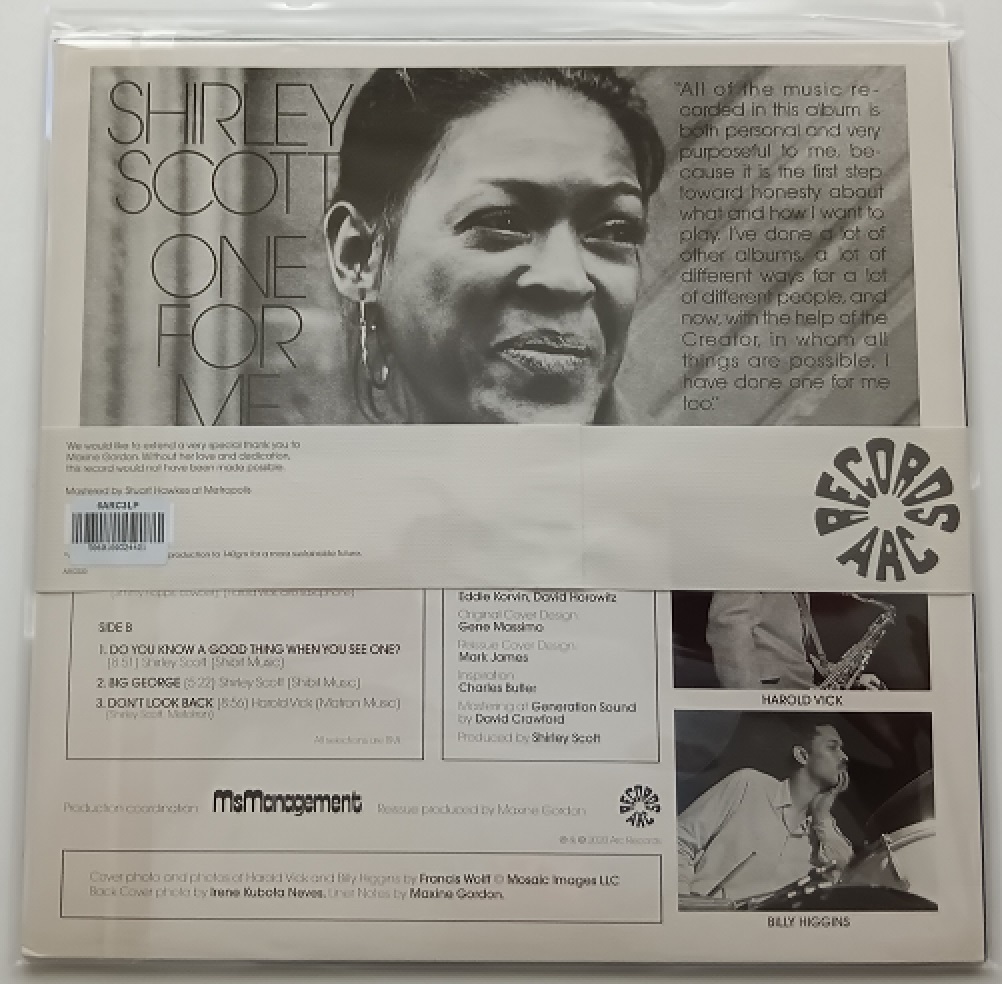 SHIRLEY
SCOTT
ONE
FOR
ME
"All of the music re-
corded in this album is
both personal and very
purposeful to me, be-
cause it is the first step
toward honesty about
what and how I want to
play. I've done a lot of
other albums, a lot of
different ways for a lot
of different people, and
now, with the help of the
Creator, in whom all
things are possible, I
have done one for me
too."
We would like to extend a very special thank you to
Maxine Gordon. Without her love and dedication,
this record would not have been made possible.
Mastered by Stuart Hawkes at Metropolis
production to 140gm for a more sustainable future.
RECORDS
ARC
SIDE B
1. DO YOU KNOW A GOOD THING WHEN YOU SEE ONE?
(8:51) Shirley Scott (Shibit Music)
2. BIG GEORGE (5:22) Shirley Scott (Shibit Music)
3. DON'T LOOK BACK (8:56) Harold Vick (Matron Music)
All selections are BMI.
Eddie Korvin, David Horowitz
Original Cover Design:
Gene Massimo
Reissue Cover Design:
Mark James
Inspiration:
Charles Butler
Mastering at Generation Sound
by David Crawford
Produced by Shirley Scott
HAROLD VICK
Production coordination MsManagement Reissue produced by Maxine Gordon
RECORDS
ARC
Cover photo and photos of Harold Vick and Billy Higgins by Francis Wolff © Mosaic Images LLC
Back Cover photo by Irene Kubota Neves. Liner Notes by Maxine Gordon.
BILLY HIGGINS